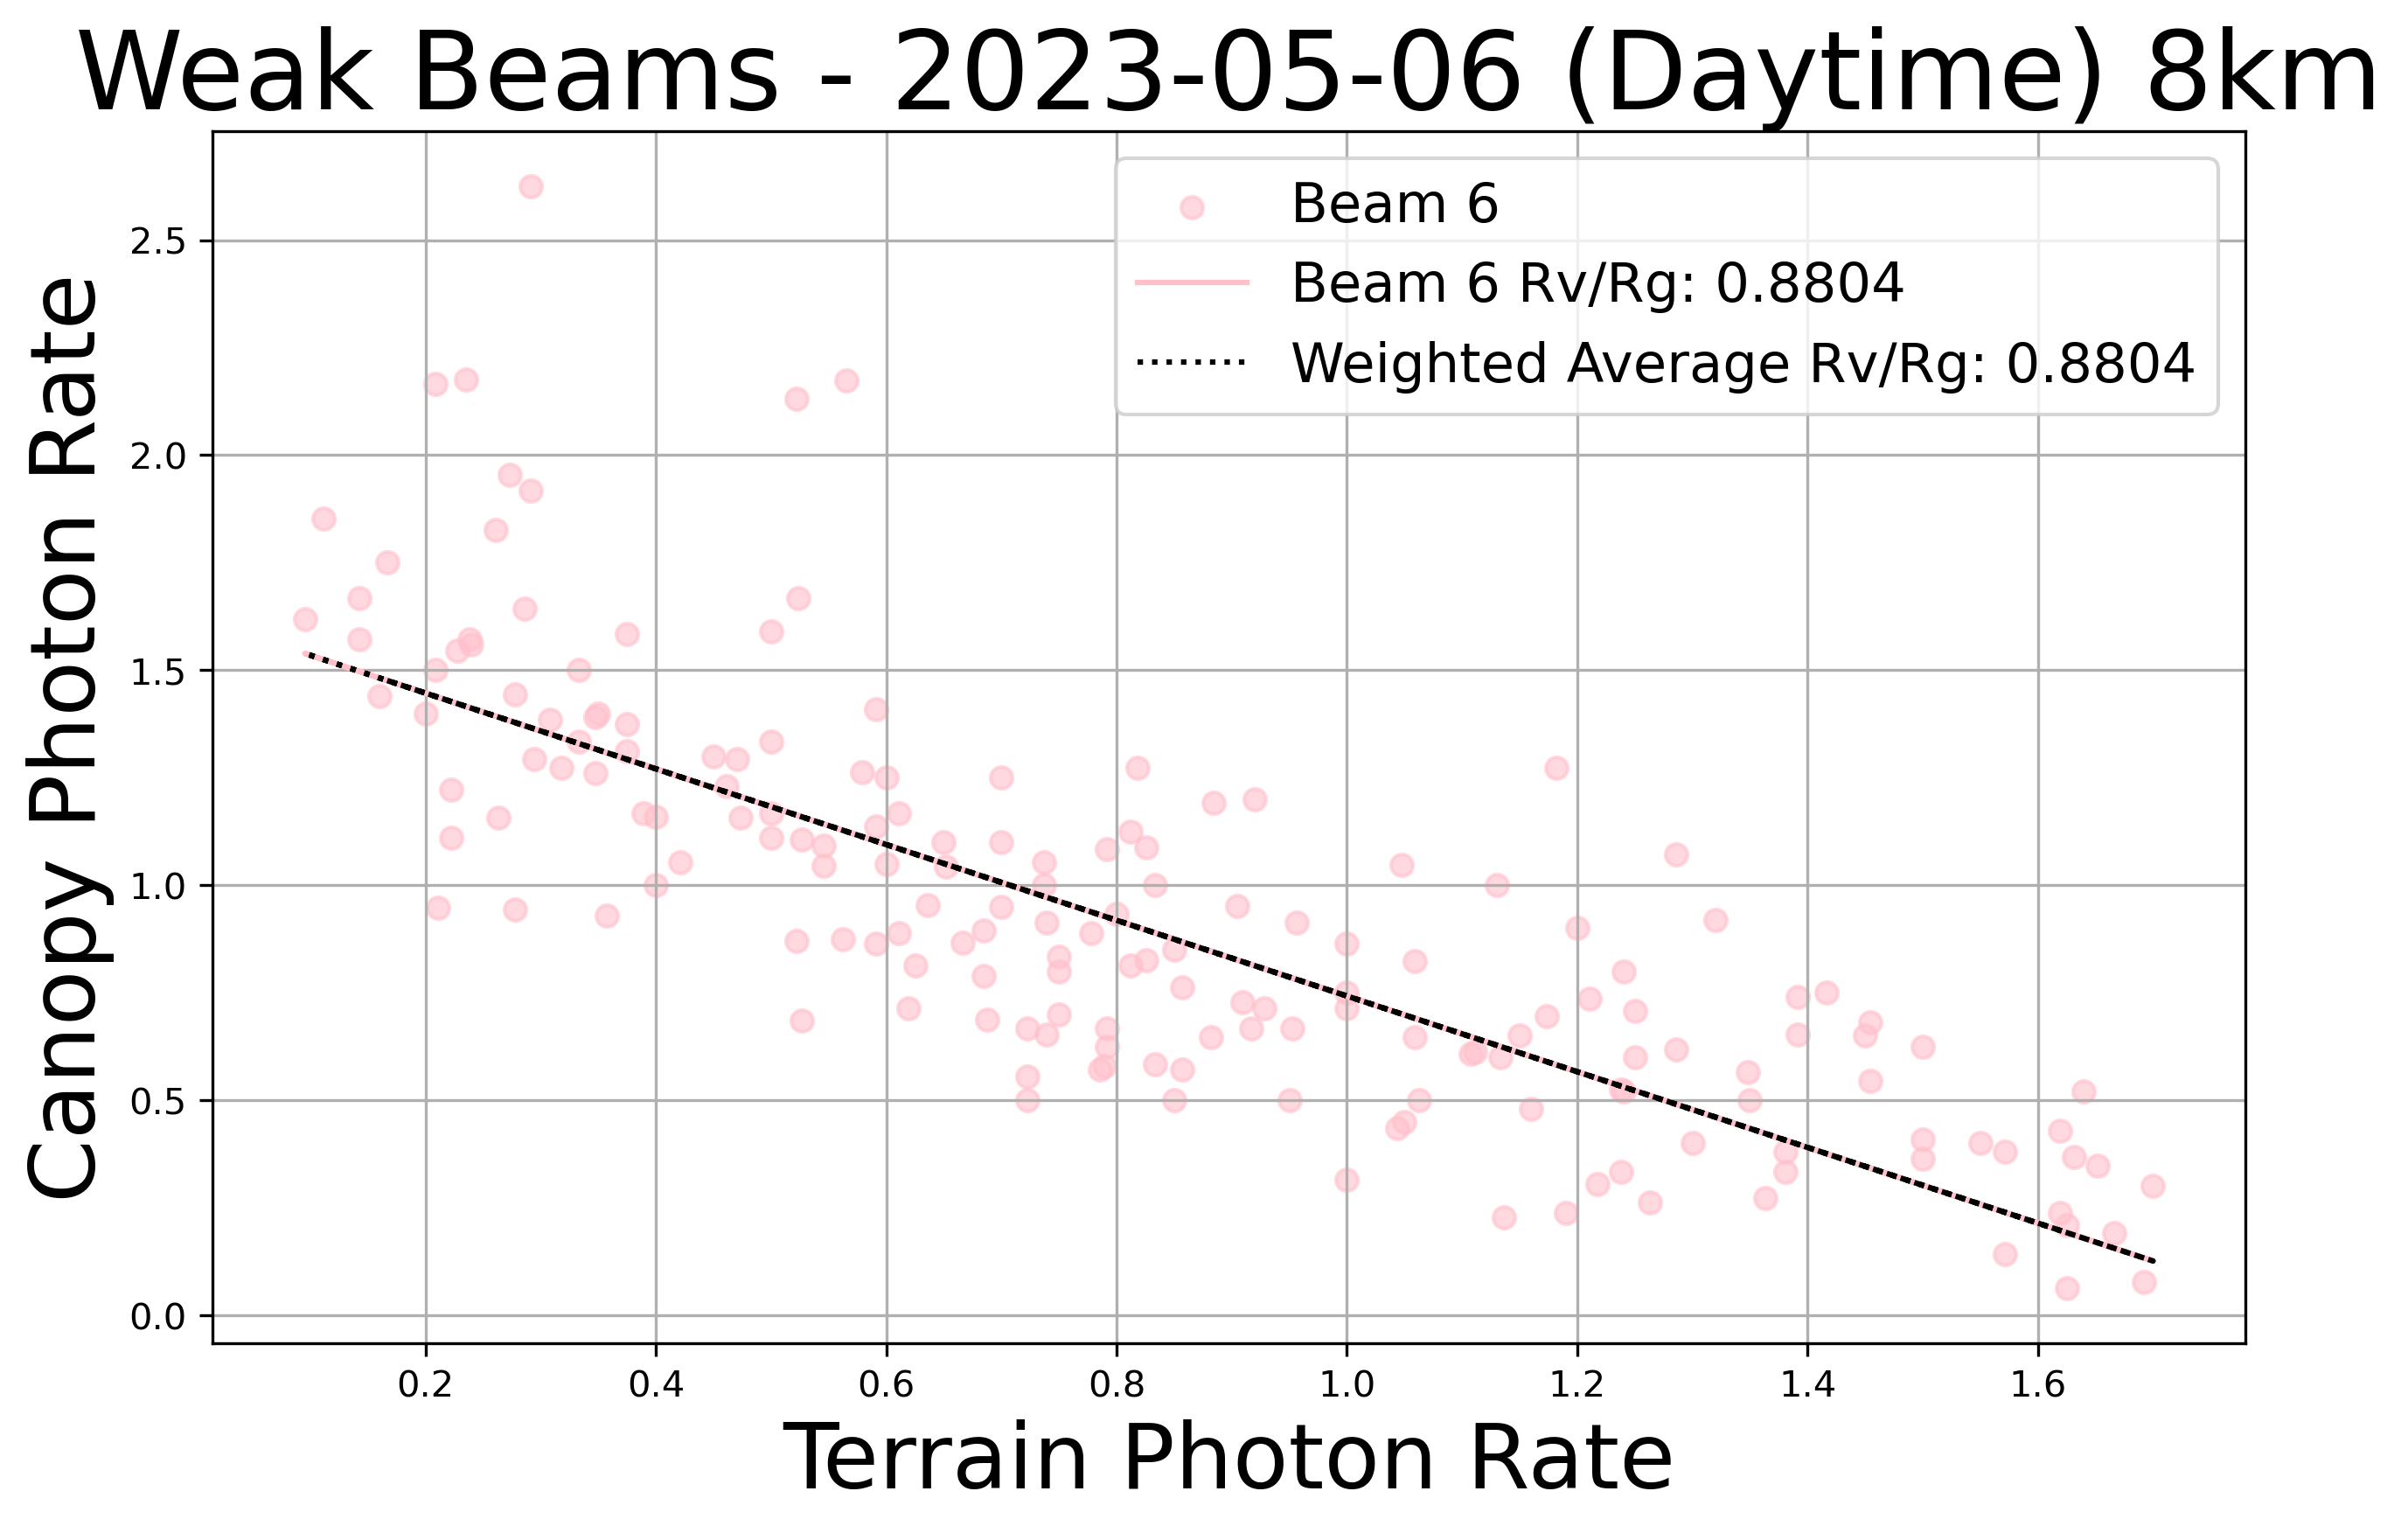 Weak Beams - 2023-05-06 (Daytime) 8km
Beam 6
Beam 6 Rv/Rg: 0.8804
Weighted Average Rv/Rg: 0.8804
Canopy Photon Rate
2.5
2.0
1.5
1.0
0.5
0.0
0.2 0.4 0.6 0.8 1.0 1.2 1.4 1.6
Terrain Photon Rate